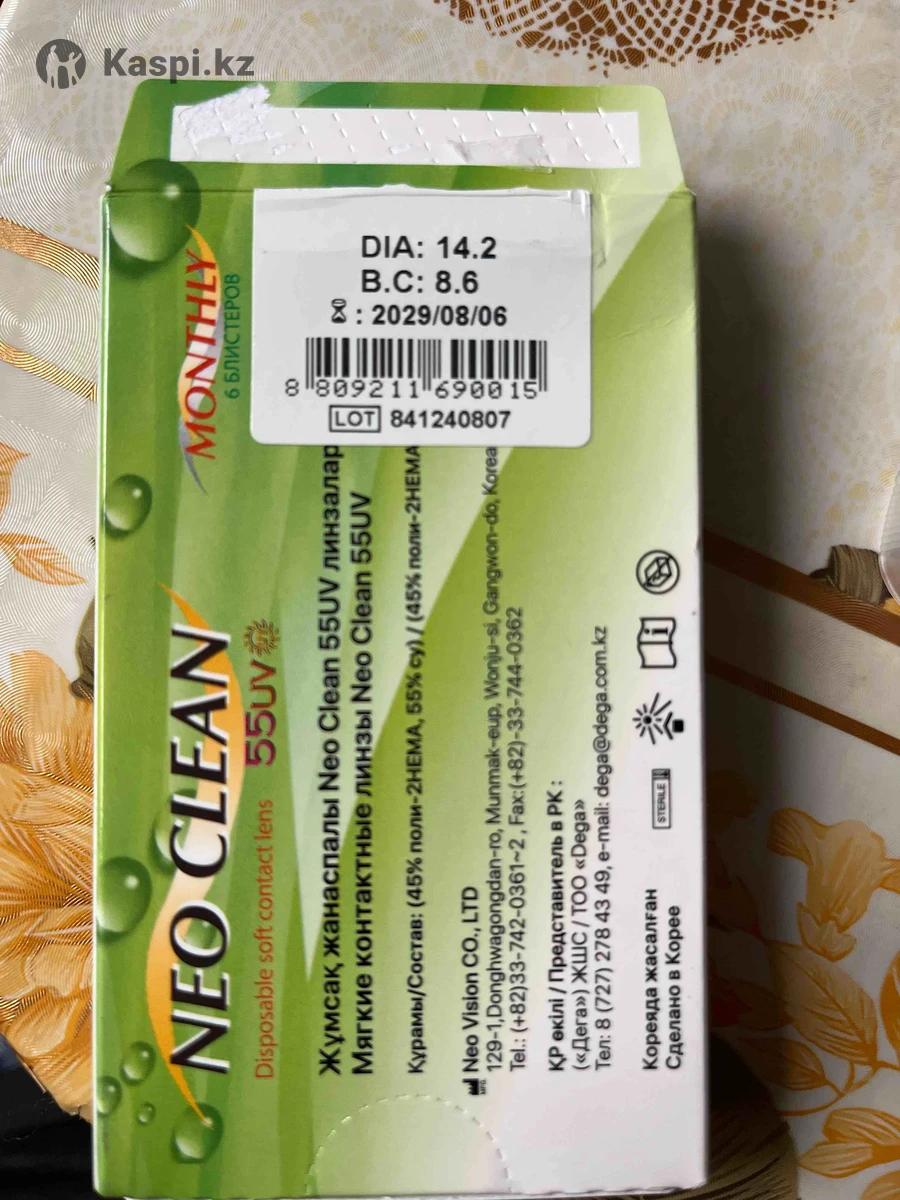 Kaspi.kz
DIA: 14.2
B.C: 8.6
: 2029/08/06
8 809211 690015
LOT 841240807
MONTHLY
6 БЛИСТЕРОВ
NEO CLEAN
55UV
Disposable soft contact lens
Жұмсақ жанаспалы Neo Clean 55UV линзалар
Мягкие контактные линзы Neo Clean 55UV
Құрамы/Состав: (45% поли-2HEMA, 55% су) / (45% поли-2HEMA
Neo Vision CO., LTD
129-1,Donghwagongdan-ro, Munmak-eup, Wonju-si, Gangwon-do, Korea
Tel.: (+82)33-742-0361~2 , Fax:(+82)-33-744-0362
ҚР өкілі / Представитель в РК :
(«Дега») ЖШС / ТОО «Dega»
Тел: 8 (727) 278 43 49, e-mail: dega@dega.com.kz
STERILE
Кореяда жасалған
Сделано в Корее